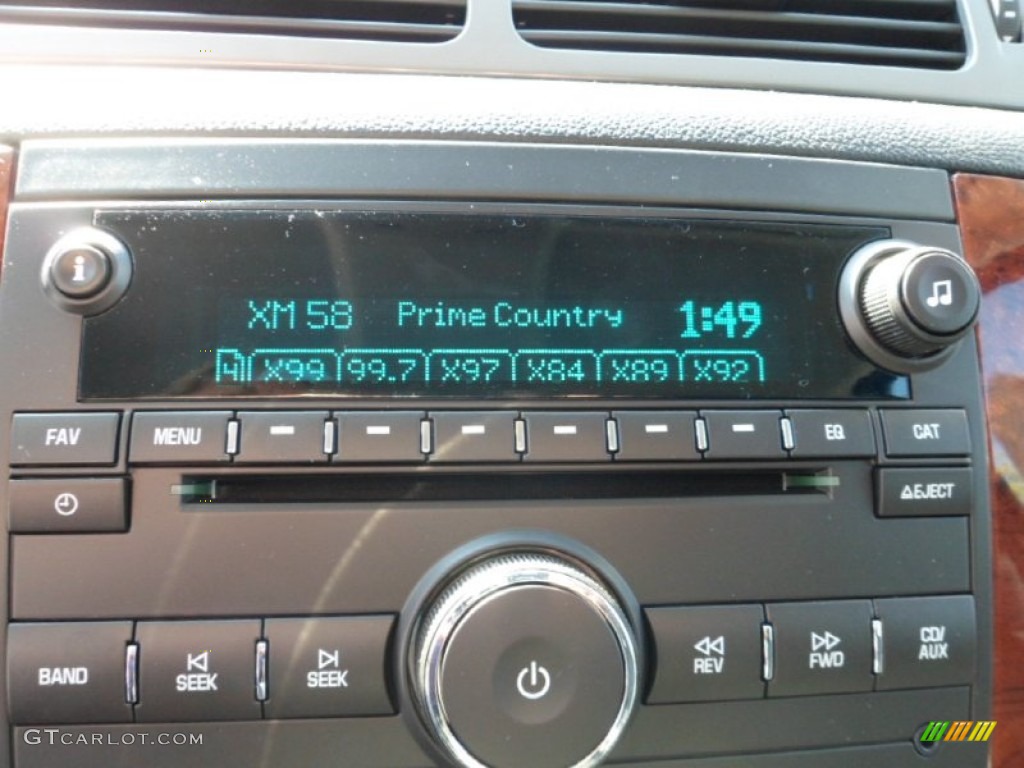 XM 58 Prime Country 1:49
X99 99.7 X97 X84 X89 X92
FAV MENU EQ CAT
EJECT
BAND SEEK SEEK REV FWD CD/
AUX
GTCARLOT.COM